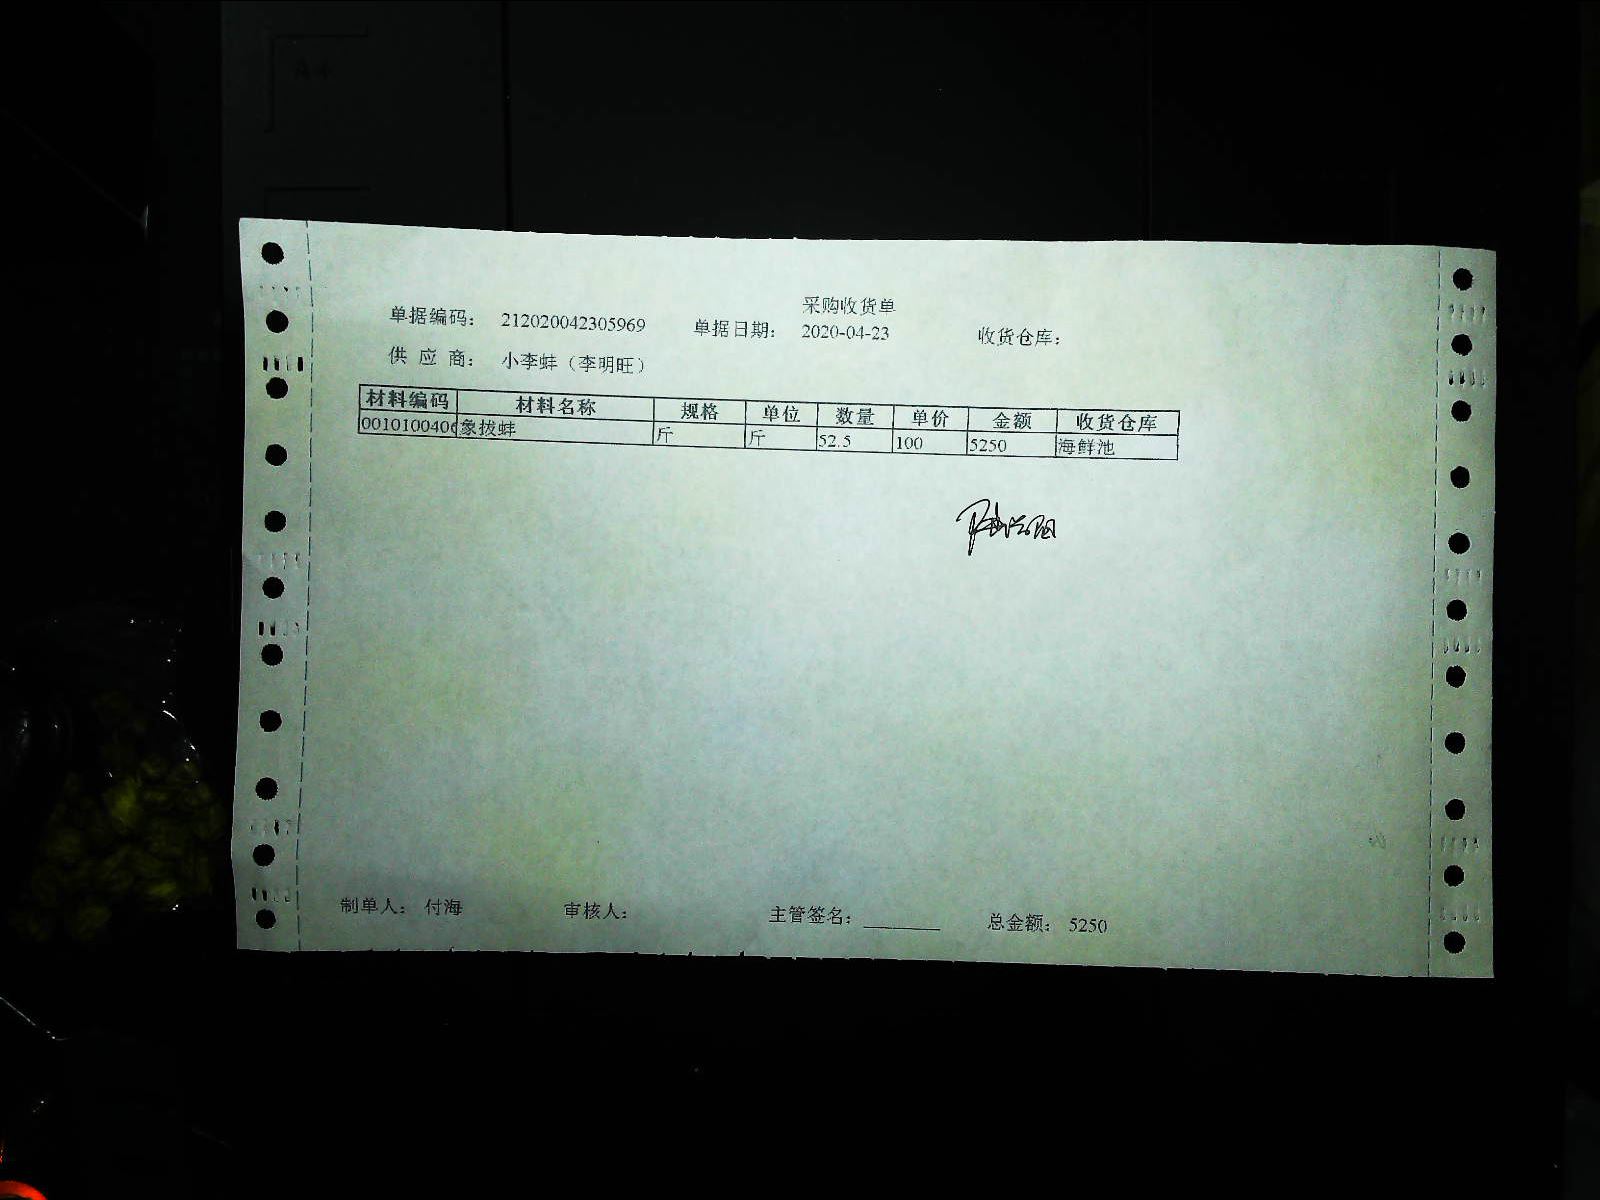 采购收货单
单据编码： 212020042305969 单据日期： 2020-04-23 收货仓库：
供 应 商： 小李蚌（李明旺）
材料编码 材料名称 规格 单位 数量 单价 金额 收货仓库
0010100406 象拔蚌 斤 斤 52.5 100 5250 海鲜池
制单人： 付海 审核人： 主管签名： 总金额： 5250